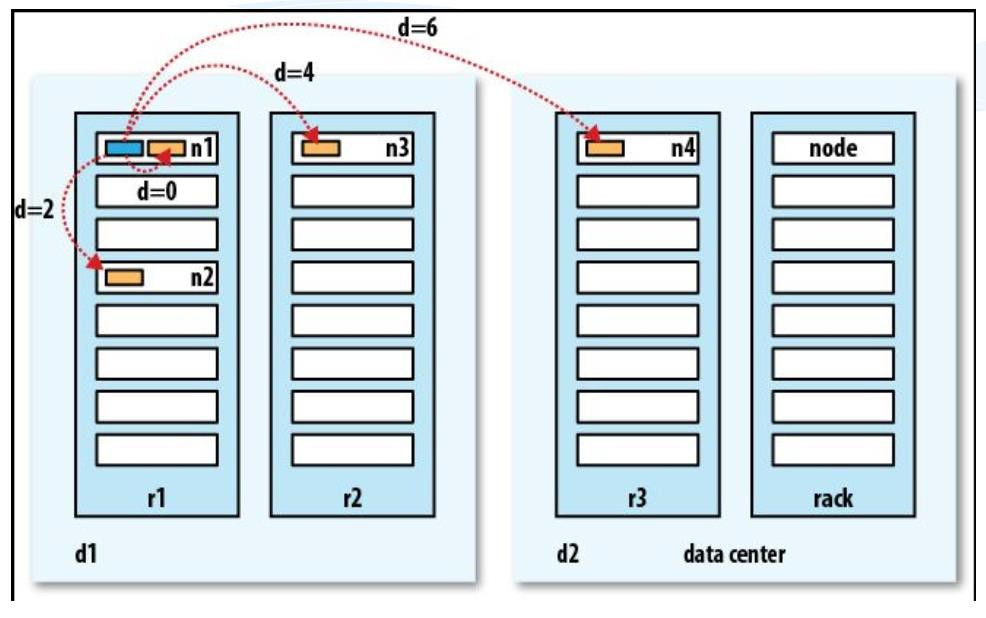 d=6
d=4
n1
n3
n4
node
d=0
d=2
n2
r1
r2
r3
rack
d1
d2
data center